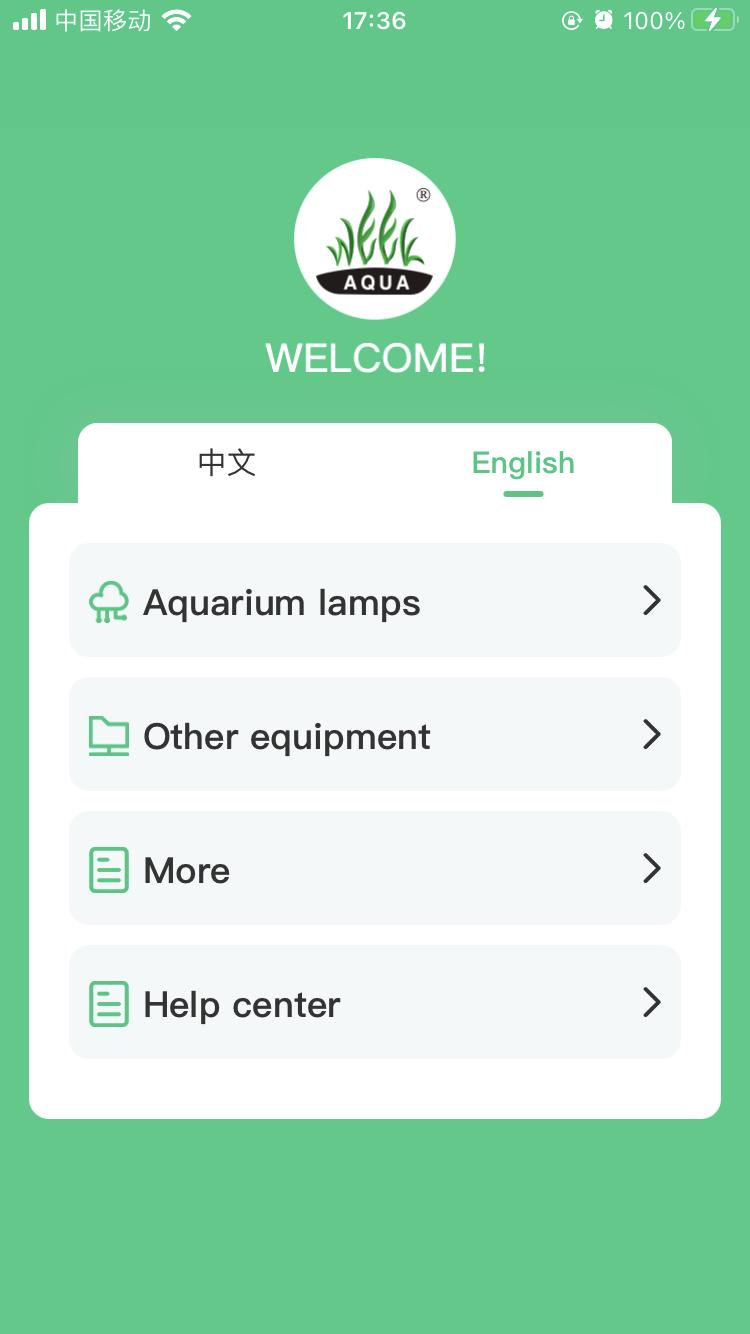 中国移动
17:36
100%
WEEK
®
AQUA
WELCOME!
中文 English
Aquarium lamps
Other equipment
More
Help center